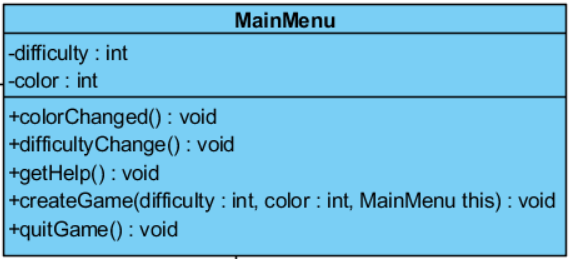 MainMenu
-difficulty : int
-color : int
+colorChanged() : void
+difficultyChange() : void
+getHelp() : void
+createGame(difficulty : int, color : int, MainMenu this) : void
+quitGame() : void